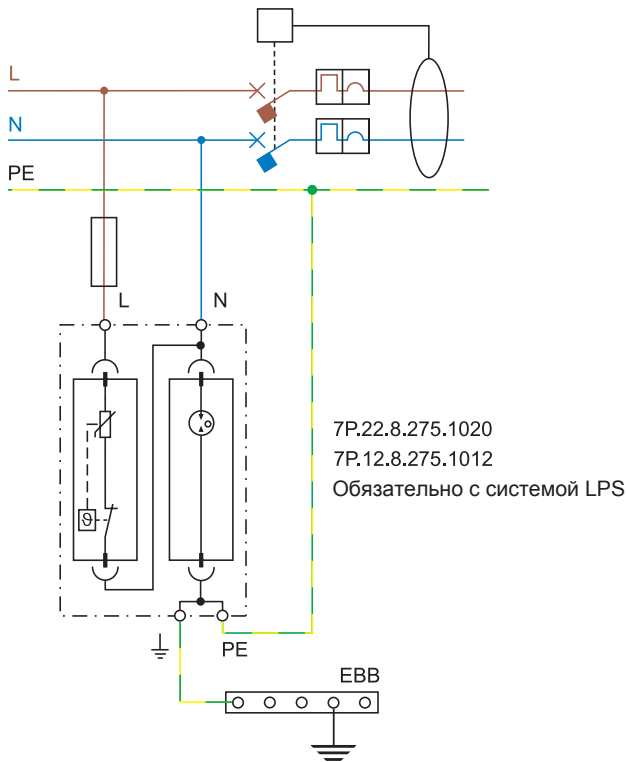 L
N
PE
L
N
7P.22.8.275.1020
7P.12.8.275.1012
Обязательно с системой LPS
ϑ
PE
EBB